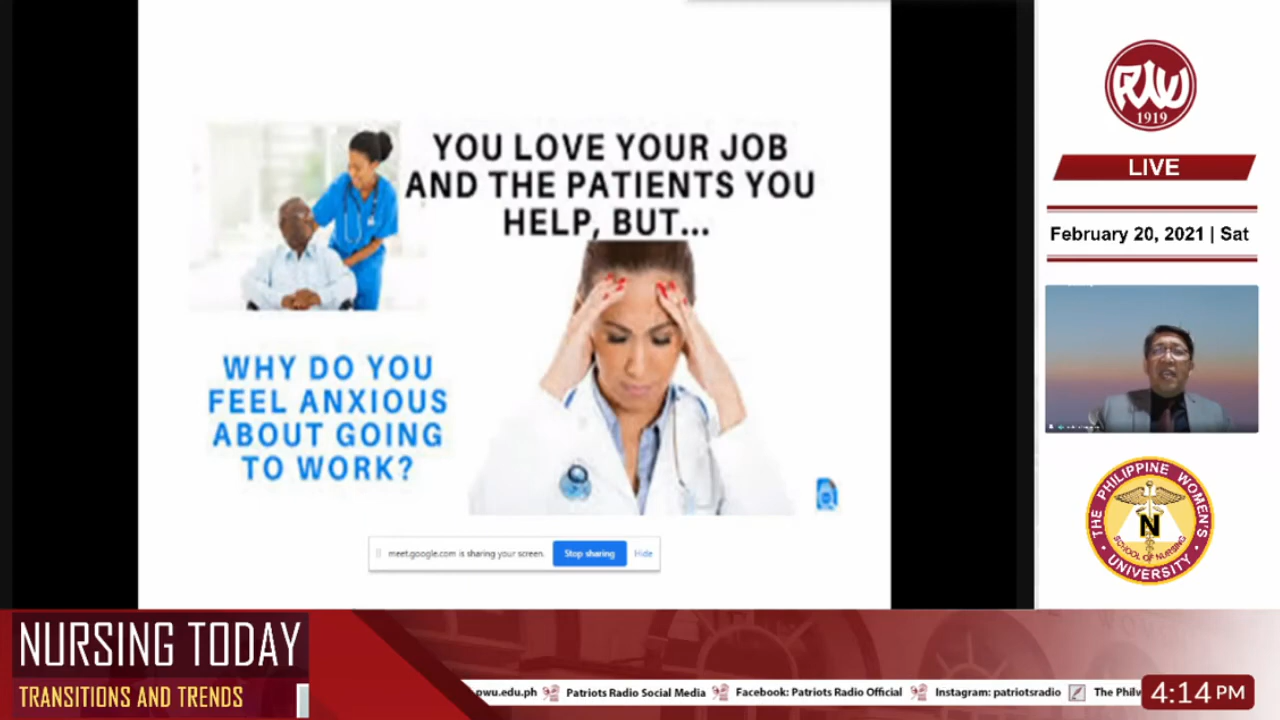 YOU LOVE YOUR JOB
AND THE PATIENTS YOU
HELP, BUT...
WHY DO YOU
FEEL ANXIOUS
ABOUT GOING
TO WORK?
meet.google.com is sharing your screen. Stop sharing Hide
PWU
1919
LIVE
February 20, 2021 | Sat
THE PHILIPPINE WOMEN'S
N
SCHOOL OF NURSING
UNIVERSITY
NURSING TODAY
TRANSITIONS AND TRENDS
pwu.edu.ph Patriots Radio Social Media Facebook: Patriots Radio Official Instagram: patriotsradio The
4:14 PM